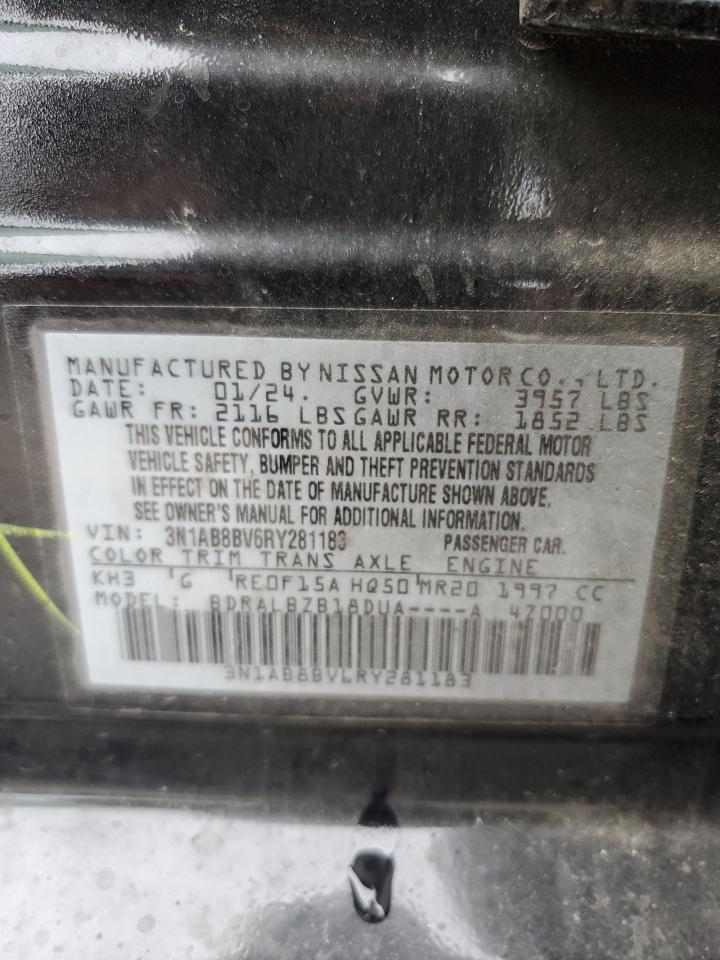 MANUFACTURED BY NISSAN MOTOR CO., LTD.
DATE: 01/24. GVWR: 3957 LBS
GAWR FR: 2116 LBS GAWR RR: 1852 LBS
THIS VEHICLE CONFORMS TO ALL APPLICABLE FEDERAL MOTOR
VEHICLE SAFETY, BUMPER AND THEFT PREVENTION STANDARDS
IN EFFECT ON THE DATE OF MANUFACTURE SHOWN ABOVE.
SEE OWNER'S MANUAL FOR ADDITIONAL INFORMATION.
VIN: 3N1AB8BV6RY281183 PASSENGER CAR.
COLOR TRIM TRANS AXLE ENGINE
KH3 G RE0F15A HQ50 MR20 1997 CC
MODEL: BDRALBZB18DUA----A 47000
3N1AB8BV6RY281183